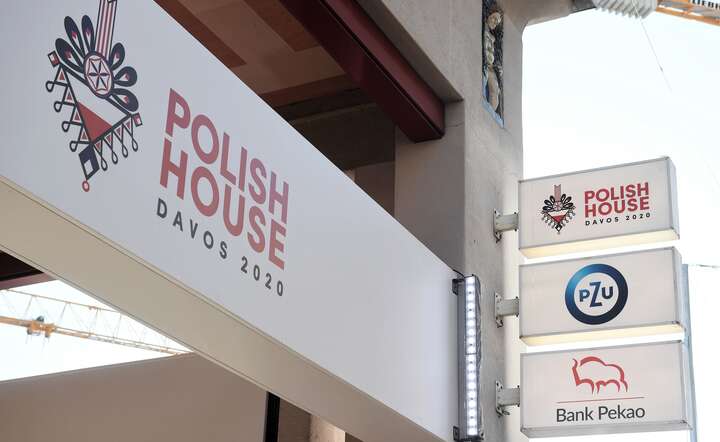 POLISH
HOUSE
DAVOS 2020
POLISH
HOUSE
DAVOS 2020
PZU
Bank Pekao